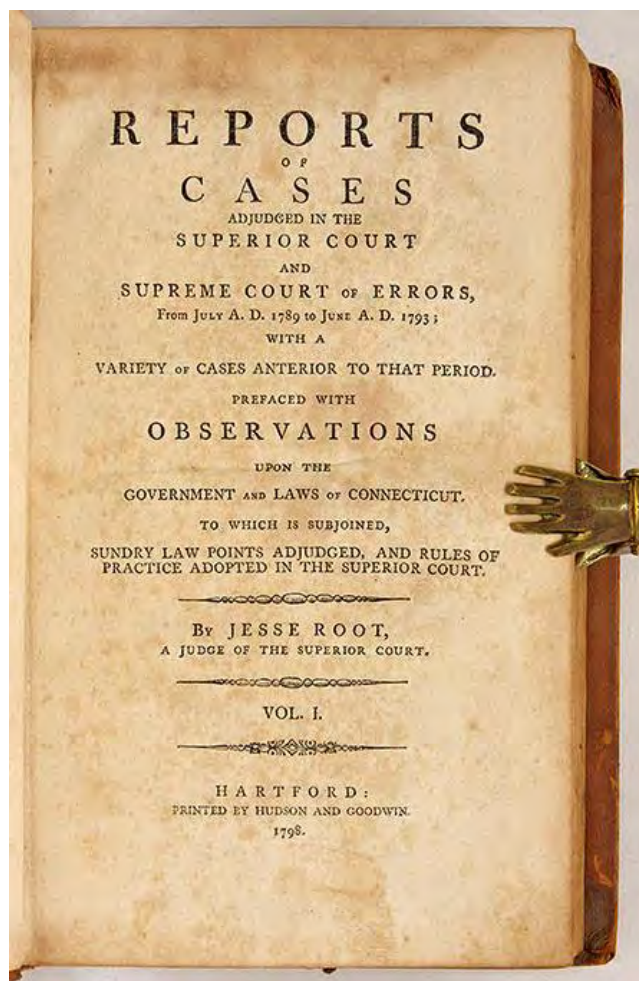 REPORTS
OF
CASES
ADJUDGED IN THE
SUPERIOR COURT
AND
SUPREME COURT OF ERRORS,
From JULY A. D. 1789 to JUNE A. D. 1793;
WITH A
VARIETY OF CASES ANTERIOR TO THAT PERIOD.
PREFACED WITH
OBSERVATIONS
UPON THE
GOVERNMENT AND LAWS OF CONNECTICUT.
TO WHICH IS SUBJOINED,
SUNDRY LAW POINTS ADJUDGED, AND RULES OF
PRACTICE ADOPTED IN THE SUPERIOR COURT.
By JESSE ROOT,
A JUDGE OF THE SUPERIOR COURT.
VOL. I.
HARTFORD:
PRINTED BY HUDSON AND GOODWIN.
1798.